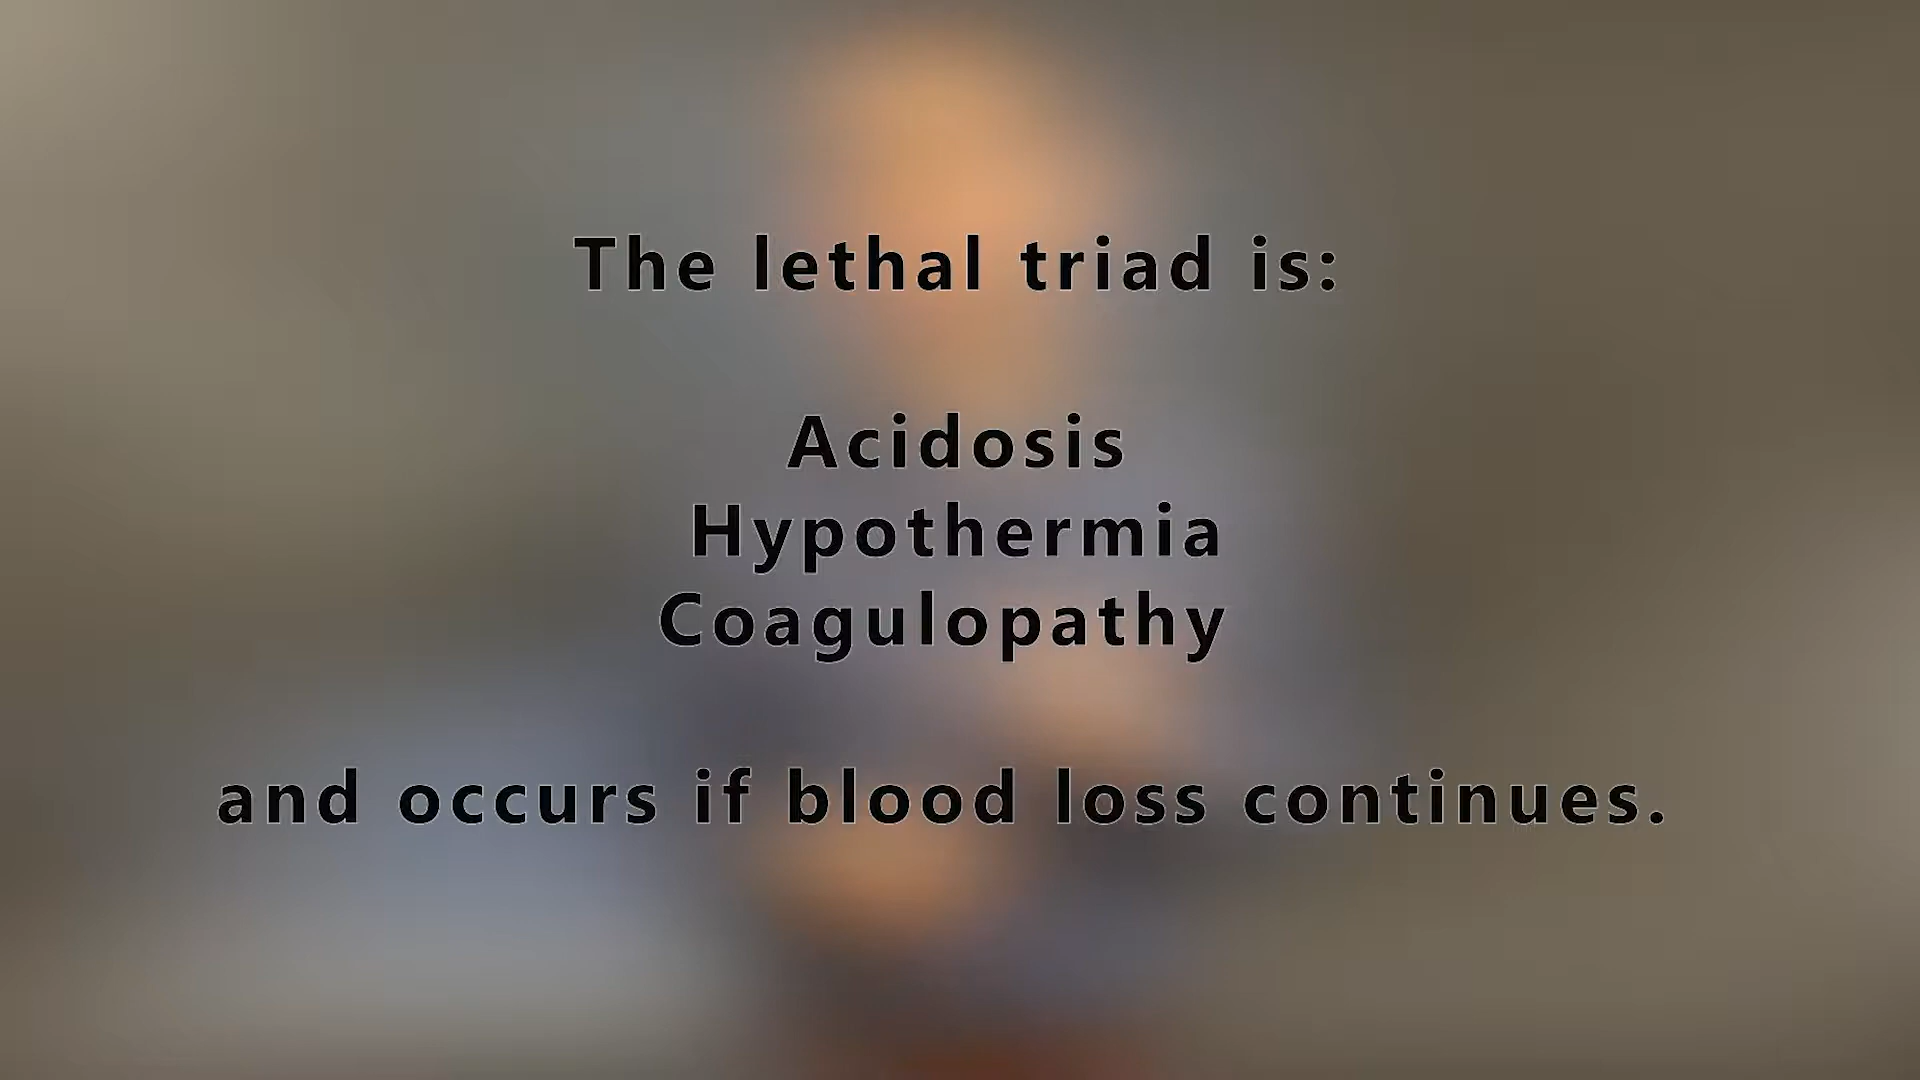 The lethal triad is:
Acidosis
Hypothermia
Coagulopathy
and occurs if blood loss continues.